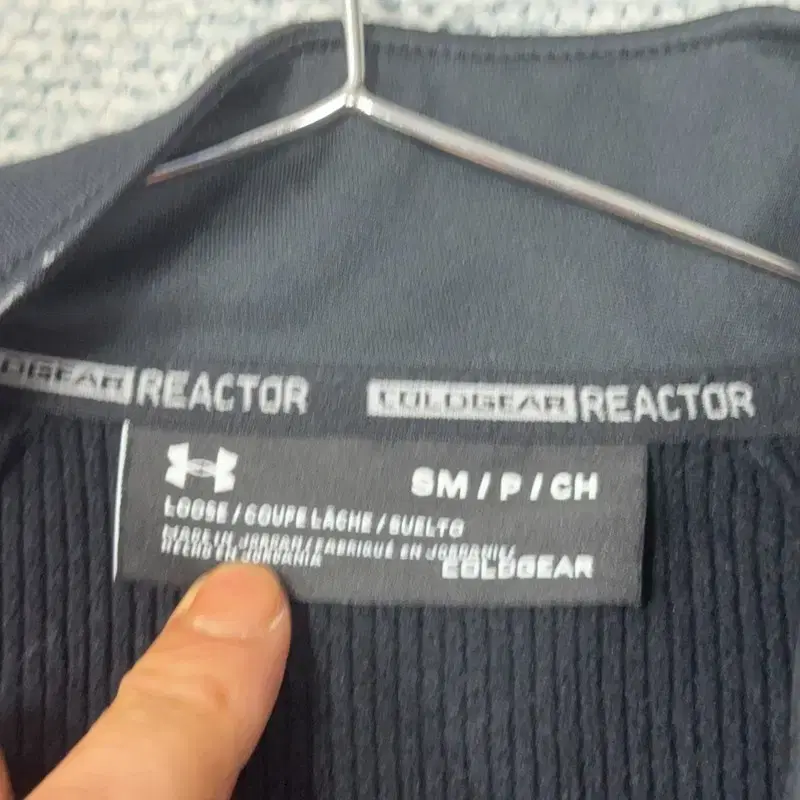 COLDGEAR REACTOR COLDGEAR REACTOR
SM / P / CH
LOOSE / COUPE LÂCHE / SUELTO
MADE IN JORDAN / FABRIQUÉ EN JORDANIE /
HECHO EN JORDANIA
COLDGEAR